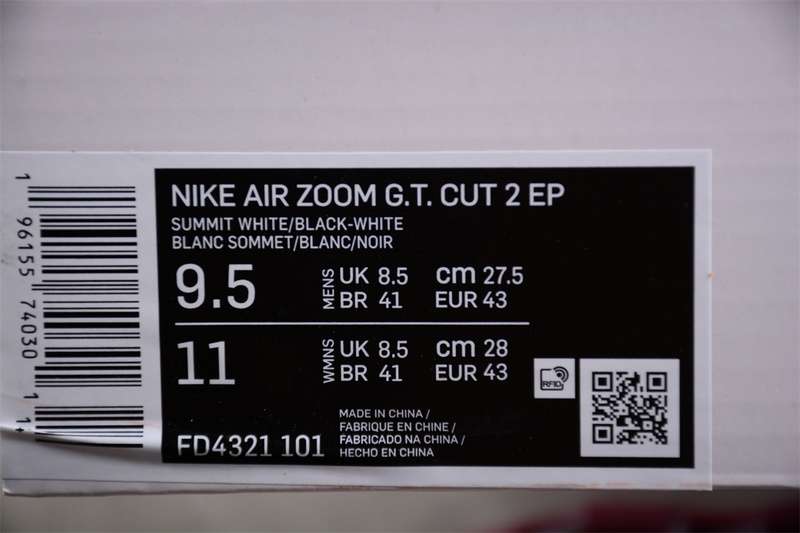 NIKE AIR ZOOM G.T. CUT 2 EP
SUMMIT WHITE/BLACK-WHITE
BLANC SOMMET/BLANC/NOIR
9.5 MENS UK 8.5 cm 27.5
BR 41 EUR 43
11 WMNS UK 8.5 cm 28
BR 41 EUR 43
RFID
MADE IN CHINA /
FABRIQUE EN CHINE /
FABRICADO NA CHINA /
HECHO EN CHINA
FD4321 101
1 96155 74030 1